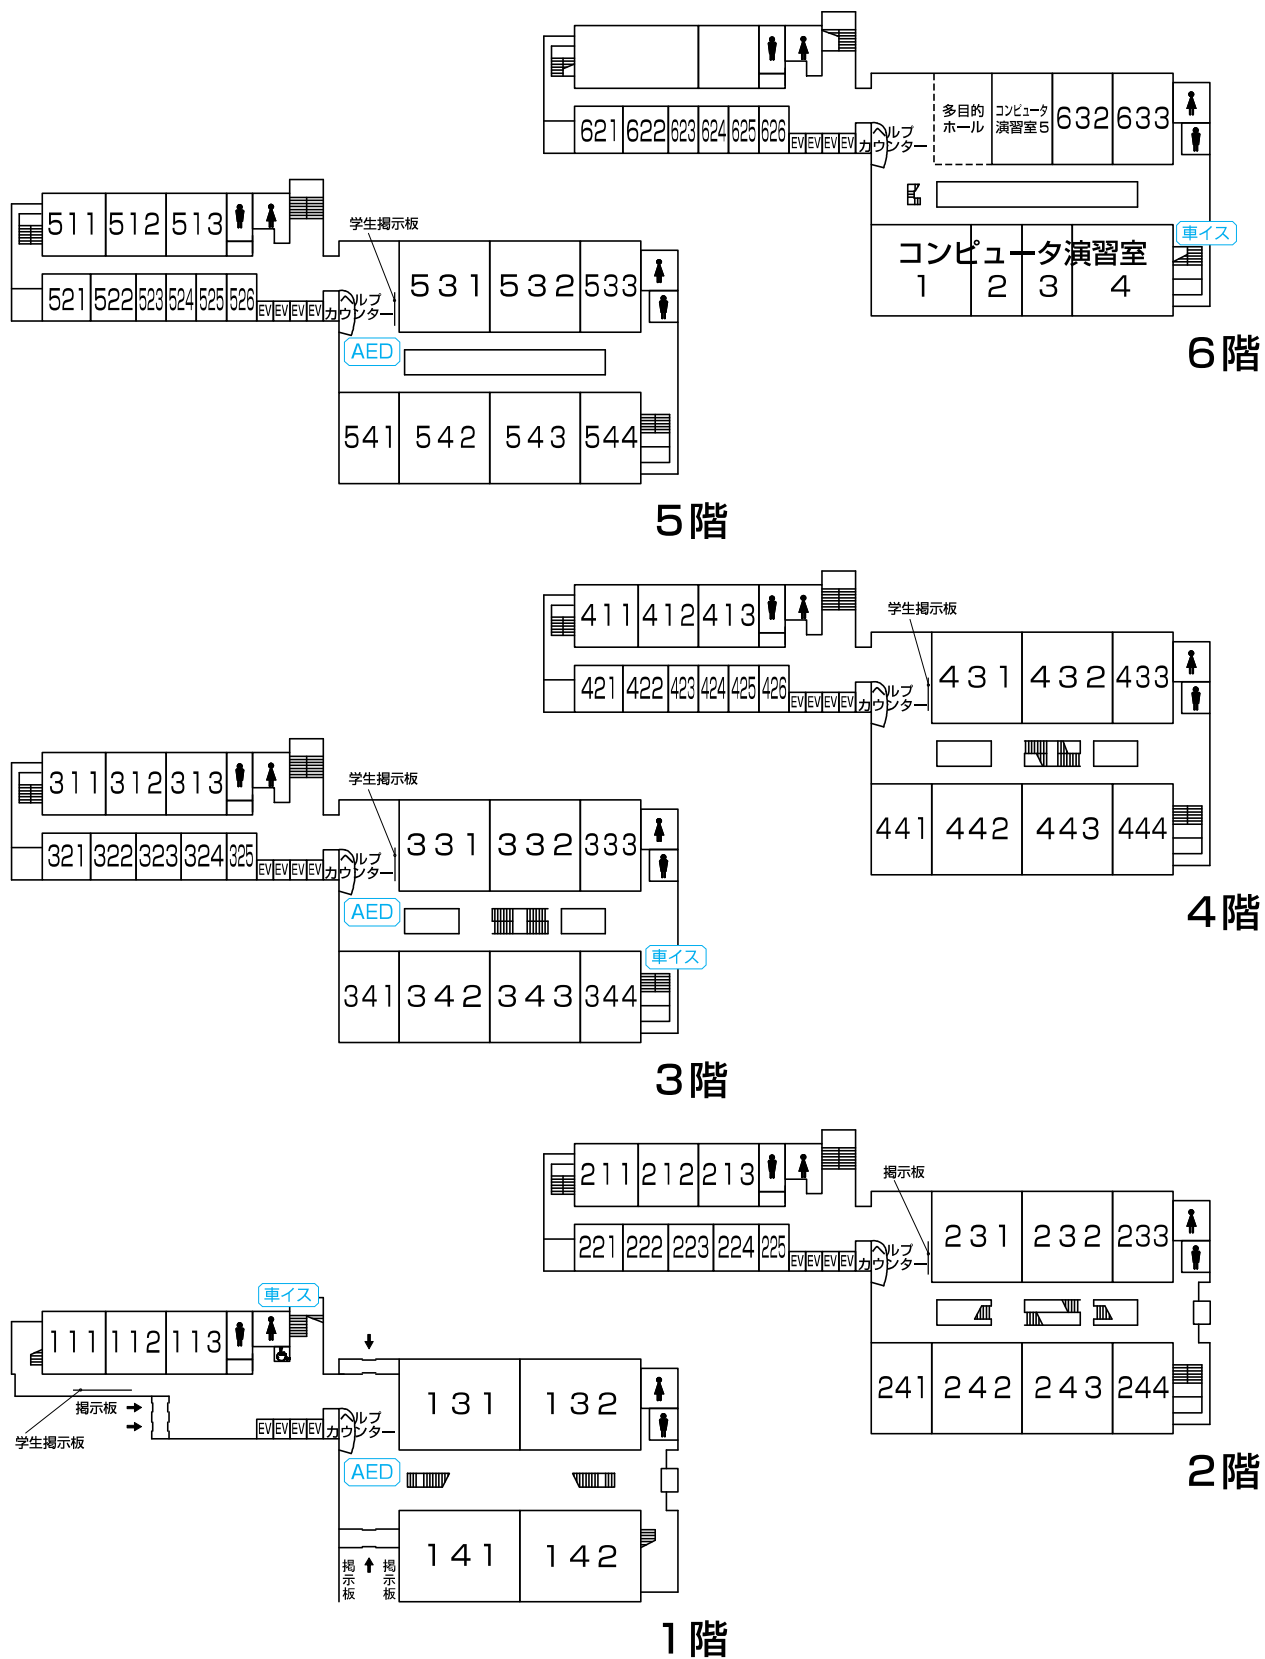 多目的
ホール
コンピュータ
演習室5
632
633
621
622
623
624
625
626
EV
EV
EV
EV
ヘルプ
カウンター
車イス
コンピュータ演習室
1
2
3
4
6階
511
512
513
学生掲示板
521
522
523
524
525
526
EV
EV
EV
EV
ヘルプ
カウンター
531
532
533
AED
541
542
543
544
5階
411
412
413
学生掲示板
421
422
423
424
425
426
EV
EV
EV
EV
ヘルプ
カウンター
431
432
433
441
442
443
444
4階
311
312
313
学生掲示板
321
322
323
324
325
EV
EV
EV
EV
ヘルプ
カウンター
331
332
333
AED
車イス
341
342
343
344
3階
211
212
213
掲示板
221
222
223
224
225
EV
EV
EV
EV
ヘルプ
カウンター
231
232
233
241
242
243
244
2階
車イス
111
112
113
掲示板
学生掲示板
EV
EV
EV
EV
ヘルプ
カウンター
131
132
AED
141
142
掲示板
掲示板
1階